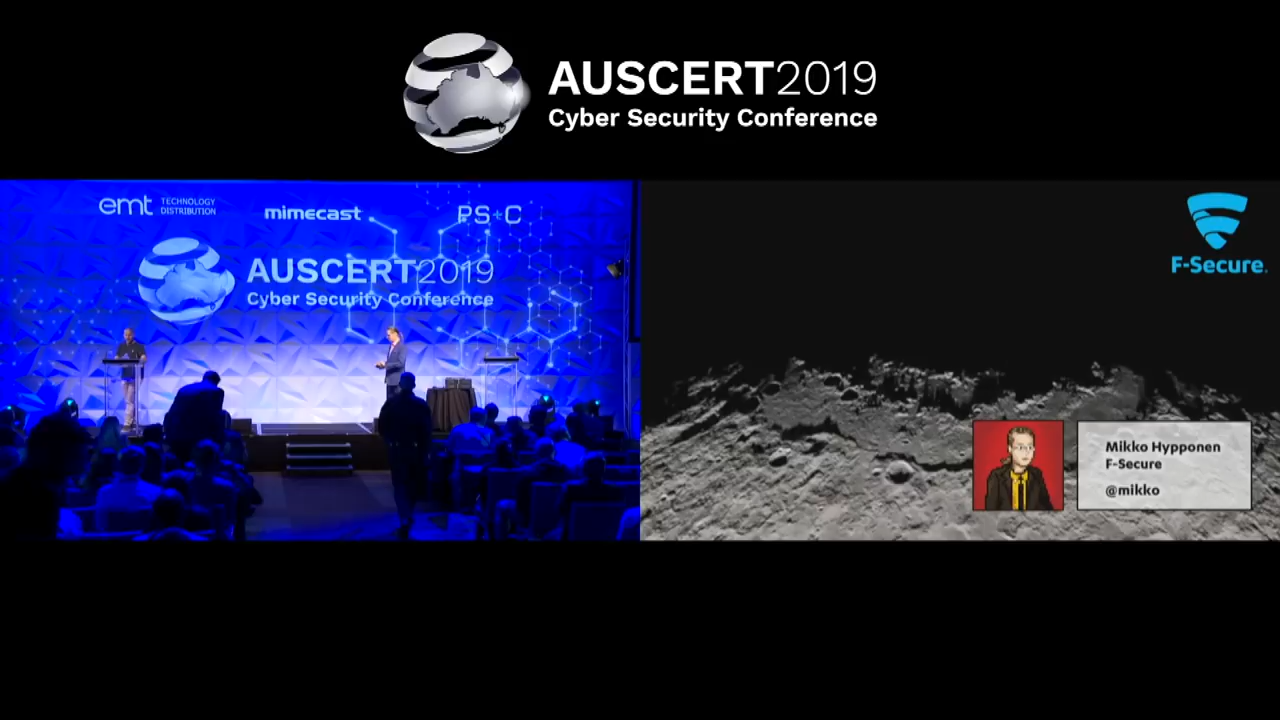 AUSCERT2019
Cyber Security Conference
emt TECHNOLOGY
DISTRIBUTION
mimecast
PS+C
AUSCERT2019
Cyber Security Conference
F-Secure.
Mikko Hypponen
F-Secure
@mikko